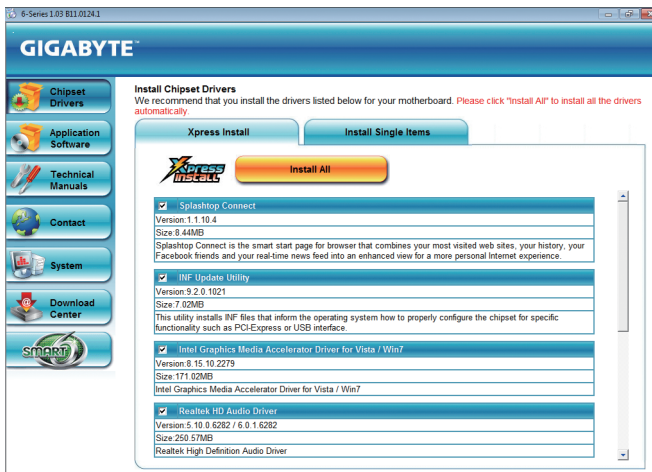 6-Series 1.03 B11.0124.1
GIGABYTE™
Chipset
Drivers
Application
Software
Technical
Manuals
Contact
System
Download
Center
SMART6
Install Chipset Drivers
We recommend that you install the drivers listed below for your motherboard. Please click "Install All" to install all the drivers
automatically.
Xpress Install
Install Single Items
Xpress
INSTALL
Install All
Splashtop Connect
Version:1.1.10.4
Size:8.44MB
Splashtop Connect is the smart start page for browser that combines your most visited web sites, your history, your
Facebook friends and your real-time news feed into an enhanced view for a more personal Internet experience.
INF Update Utility
Version:9.2.0.1021
Size:7.02MB
This utility installs INF files that inform the operating system how to properly configure the chipset for specific
functionality such as PCI-Express or USB interface.
Intel Graphics Media Accelerator Driver for Vista / Win7
Version:8.15.10.2279
Size:171.02MB
Intel Graphics Media Accelerator Driver for Vista / Win7
Realtek HD Audio Driver
Version:5.10.0.6282 / 6.0.1.6282
Size:250.57MB
Realtek High Definition Audio Driver